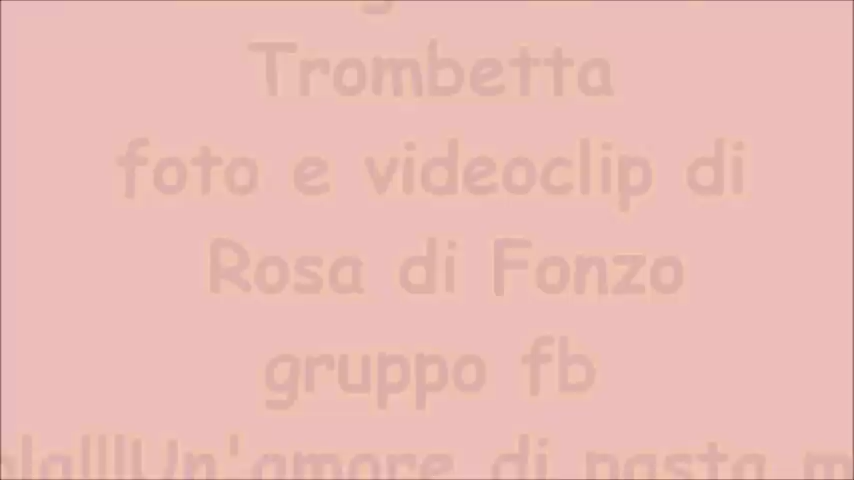 Trombetta
foto e videoclip di
Rosa di Fonzo
gruppo fb
Un'amore di pasta